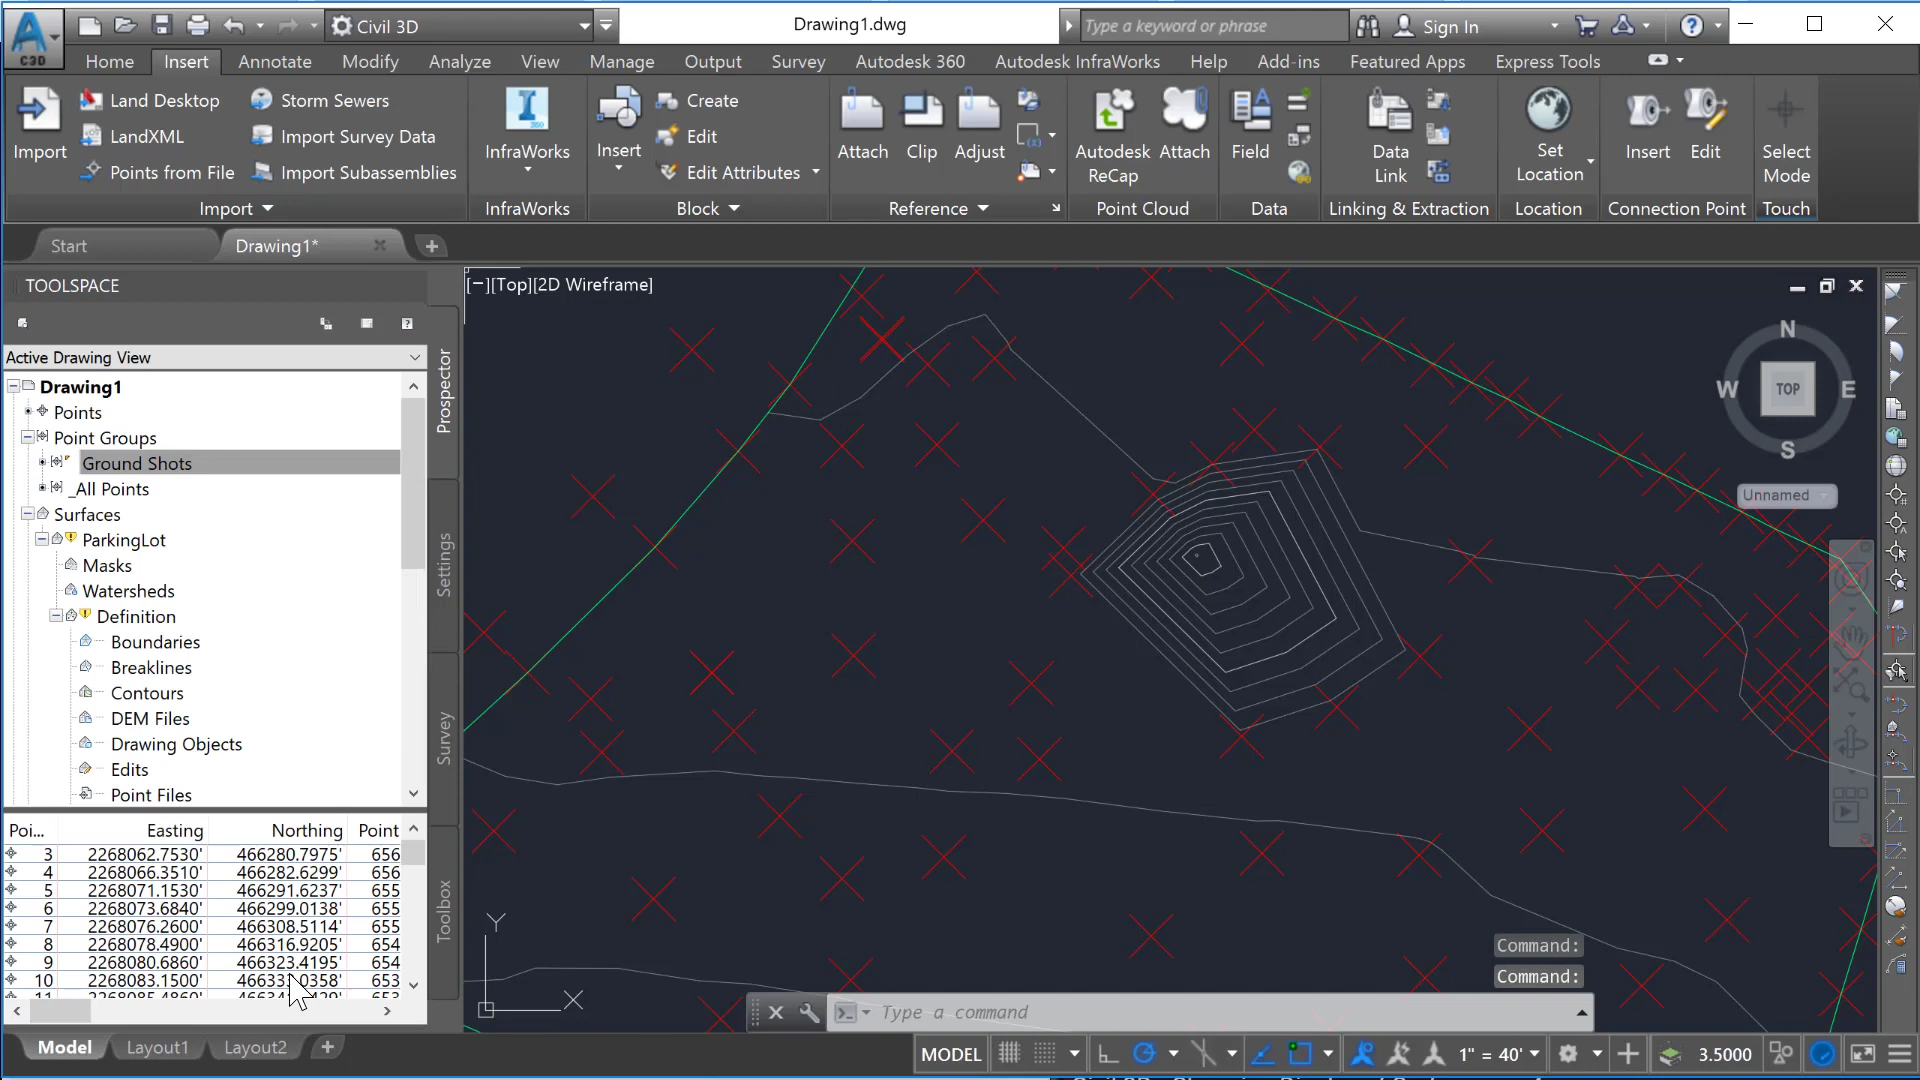 C3D
Civil 3D
Drawing1.dwg
Type a keyword or phrase
Sign In
Home Insert Annotate Modify Analyze View Manage Output Survey Autodesk 360 Autodesk InfraWorks Help Add-ins Featured Apps Express Tools
Import
Land Desktop
LandXML
Points from File
Storm Sewers
Import Survey Data
Import Subassemblies
InfraWorks
Insert
Create
Edit
Edit Attributes
Attach
Clip
Adjust
Autodesk
ReCap
Attach
Field
Data
Link
Set
Location
Insert
Edit
Select
Mode
Import InfraWorks Block Reference Point Cloud Data Linking & Extraction Location Connection Point Touch
Start
Drawing1*
TOOLSPACE
Active Drawing View
Drawing1
Points
Point Groups
Ground Shots
_All Points
Surfaces
ParkingLot
Masks
Watersheds
Definition
Boundaries
Breaklines
Contours
DEM Files
Drawing Objects
Edits
Point Files
Prospector
Settings
Survey
Toolbox
Poi... Easting Northing Point
3 2268062.7530' 466280.7975' 656
4 2268066.3510' 466282.6299' 656
5 2268071.1530' 466291.6237' 655
6 2268073.6840' 466299.0138' 655
7 2268076.2600' 466308.5114' 655
8 2268078.4900' 466316.9205' 654
9 2268080.6860' 466323.4195' 654
10 2268083.1500' 653
[−][Top][2D Wireframe]
N
W
TOP
E
S
Unnamed
Y
X
Command:
Command:
Type a command
Model Layout1 Layout2
MODEL
1" = 40'
3.5000